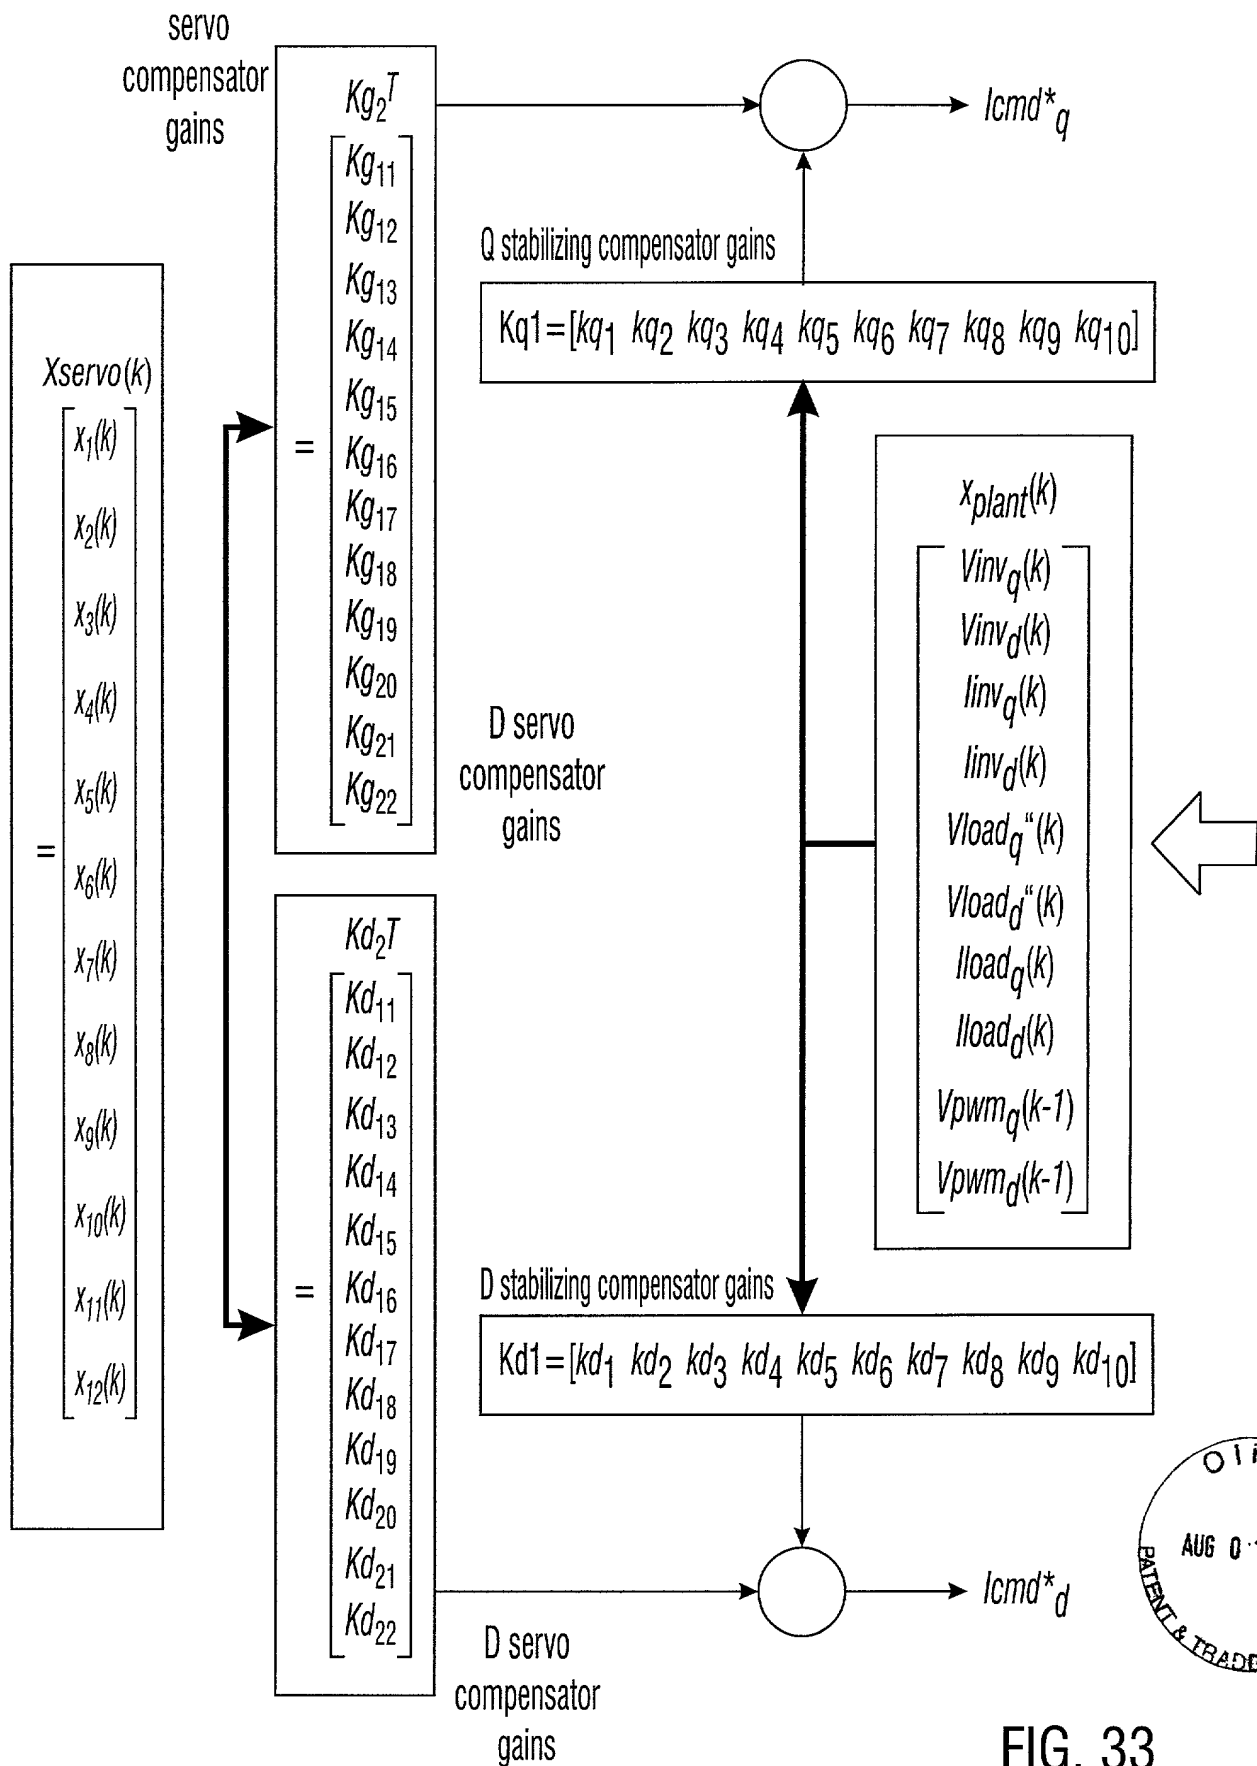 servo
compensator
gains
Kg₂T
=
Kg₁₁
Kg₁₂
Kg₁₃
Kg₁₄
Kg₁₅
Kg₁₆
Kg₁₇
Kg₁₈
Kg₁₉
Kg₂₀
Kg₂₁
Kg₂₂
Icmd*q
Q stabilizing compensator gains
Kq1=[kq₁ kq₂ kq₃ kq₄ kq₅ kq₆ kq₇ kq₈ kq₉ kq₁₀]
Xservo(k)
=
x₁(k)
x₂(k)
x₃(k)
x₄(k)
x₅(k)
x₆(k)
x₇(k)
x₈(k)
x₉(k)
x₁₀(k)
x₁₁(k)
x₁₂(k)
D servo
compensator
gains
xplant(k)
Vinvq(k)
Vinvd(k)
Iinvq(k)
Iinvd(k)
Vloadq“(k)
Vloadd“(k)
Iloadq(k)
Iloadd(k)
Vpwmq(k-1)
Vpwmd(k-1)
Kd₂T
=
Kd₁₁
Kd₁₂
Kd₁₃
Kd₁₄
Kd₁₅
Kd₁₆
Kd₁₇
Kd₁₈
Kd₁₉
Kd₂₀
Kd₂₁
Kd₂₂
D stabilizing compensator gains
Kd1=[kd₁ kd₂ kd₃ kd₄ kd₅ kd₆ kd₇ kd₈ kd₉ kd₁₀]
Icmd*d
D servo
compensator
gains
AUG 0
PATENT & TRADE
FIG. 33